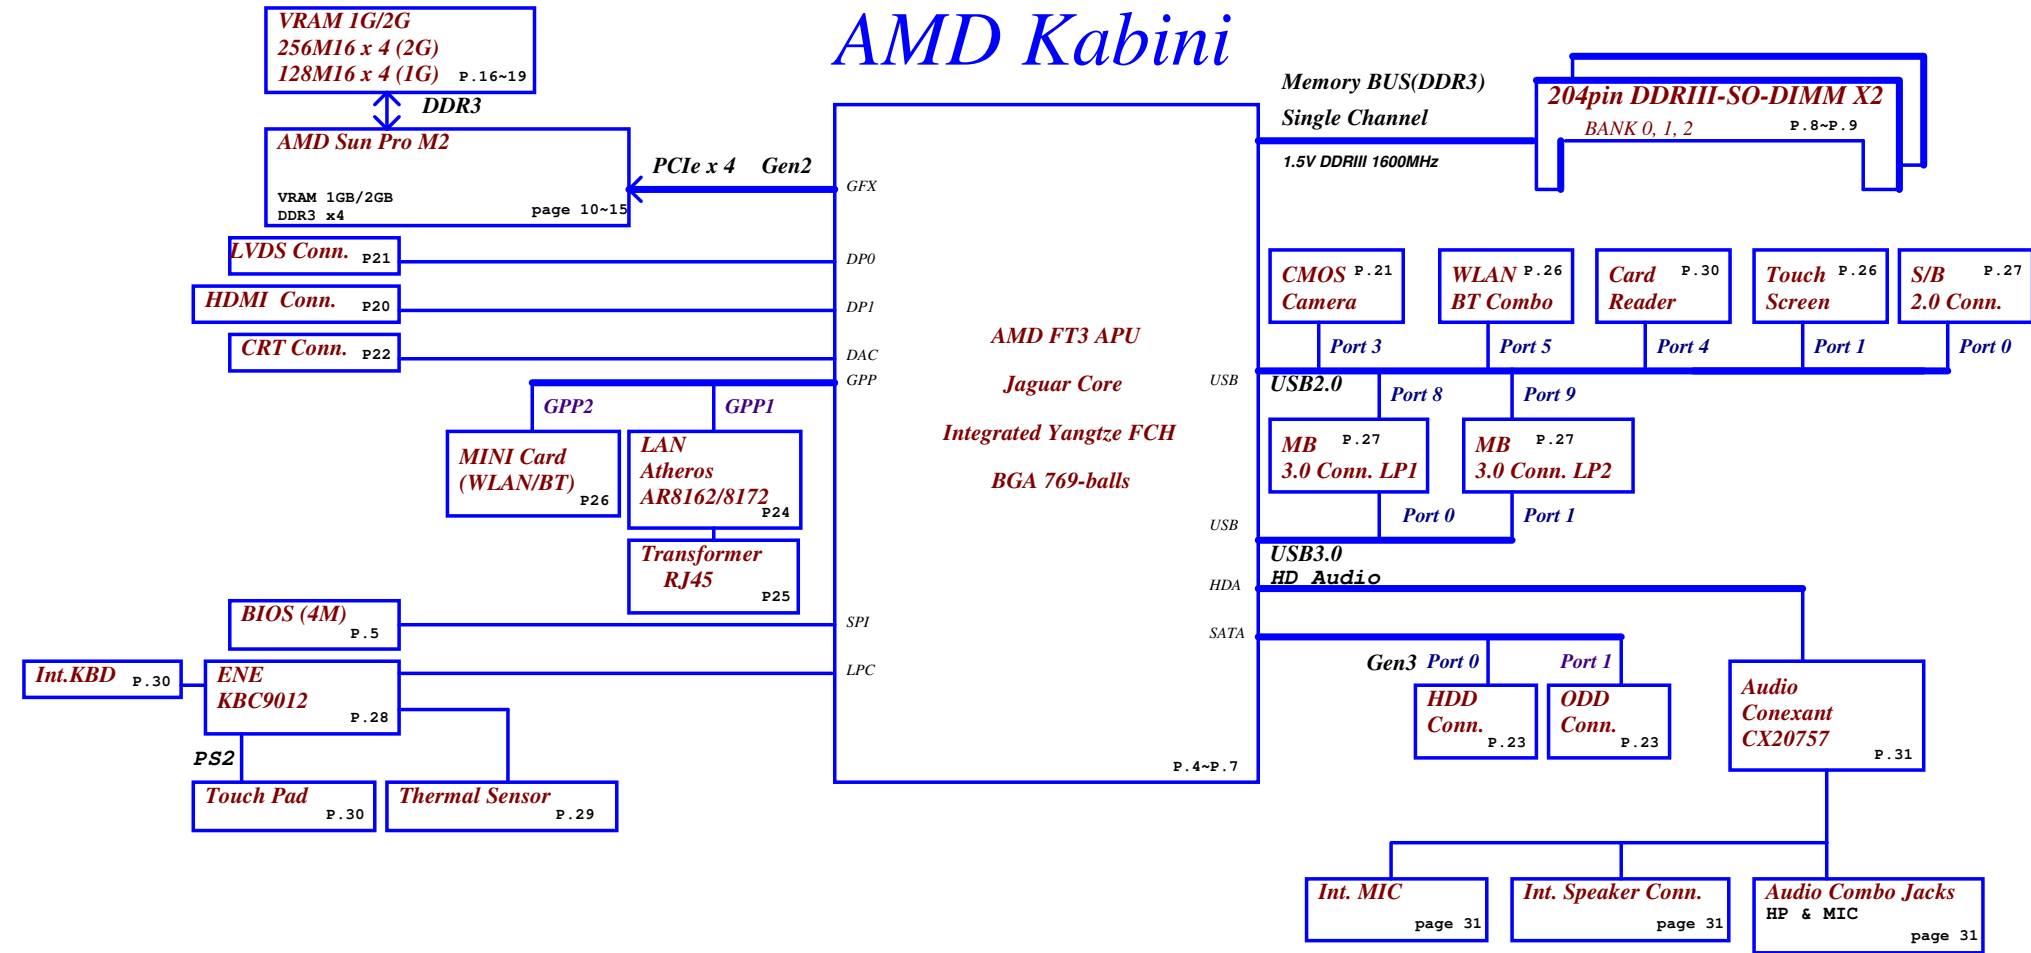 AMD Kabini
VRAM 1G/2G
256M16 x 4 (2G)
128M16 x 4 (1G) P.16~19
DDR3
AMD Sun Pro M2
VRAM 1GB/2GB
DDR3 x4
page 10~15
PCIe x 4 Gen2
GFX
LVDS Conn. P21
DP0
HDMI Conn. P20
DP1
CRT Conn. P22
DAC
GPP
GPP2
GPP1
MINI Card
(WLAN/BT)
P26
LAN
Atheros
AR8162/8172
P24
Transformer
RJ45
P25
BIOS (4M)
P.5
SPI
Int.KBD P.30
ENE
KBC9012
P.28
LPC
PS2
Touch Pad
P.30
Thermal Sensor
P.29
AMD FT3 APU
Jaguar Core
Integrated Yangtze FCH
BGA 769-balls
P.4~P.7
Memory BUS(DDR3)
Single Channel
1.5V DDRIII 1600MHz
204pin DDRIII-SO-DIMM X2
BANK 0, 1, 2 P.8~P.9
CMOS P.21
Camera
WLAN P.26
BT Combo
Card P.30
Reader
Touch P.26
Screen
S/B P.27
2.0 Conn.
Port 3
Port 5
Port 4
Port 1
Port 0
USB
USB2.0
Port 8
Port 9
MB P.27
3.0 Conn. LP1
MB P.27
3.0 Conn. LP2
Port 0
Port 1
USB
USB3.0
HD Audio
HDA
SATA
Gen3 Port 0
Port 1
HDD
Conn.
P.23
ODD
Conn.
P.23
Audio
Conexant
CX20757
P.31
Int. MIC
page 31
Int. Speaker Conn.
page 31
Audio Combo Jacks
HP & MIC
page 31